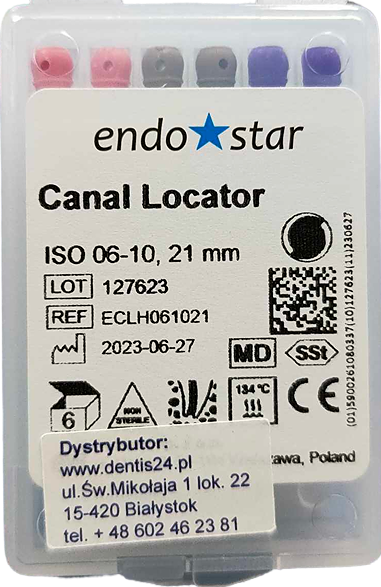 endo star
Canal Locator
ISO 06-10, 21 mm
LOT 127623
REF ECLH061021
2023-06-27
MD SSt
6 NON STERILE 134 °C CE
(01)5900261080337(10)127623(11)230627
Poland
Dystrybutor:
www.dentis24.pl
ul.Św.Mikołaja 1 lok. 22
15-420 Białystok
tel. + 48 602 46 23 81